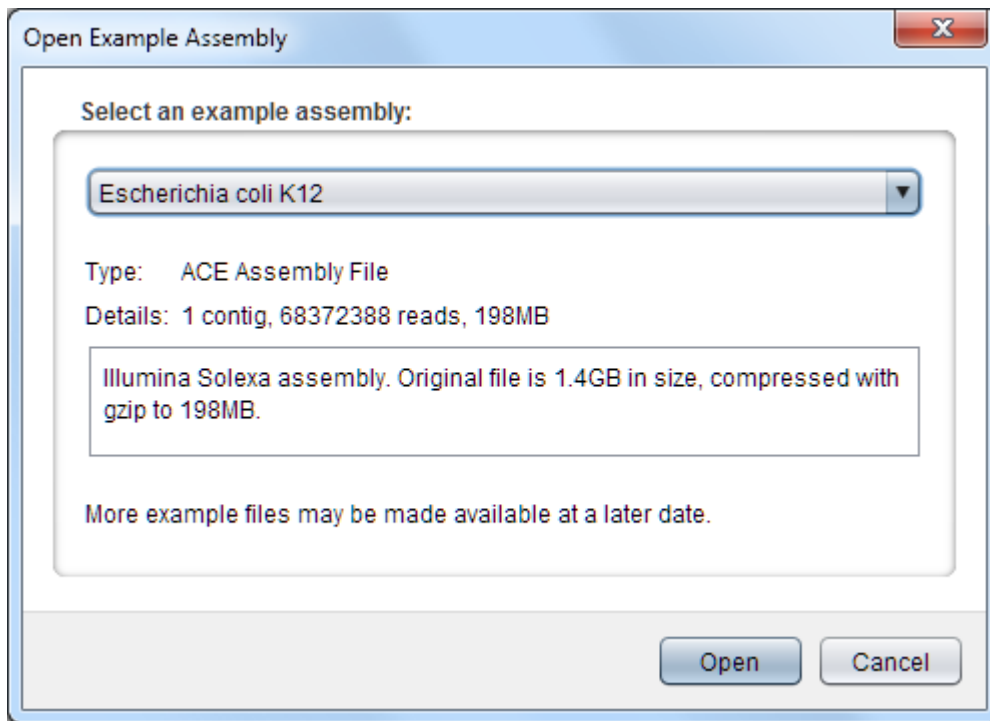 Open Example Assembly
Select an example assembly:
Escherichia coli K12
Type: ACE Assembly File
Details: 1 contig, 68372388 reads, 198MB
Illumina Solexa assembly. Original file is 1.4GB in size, compressed with
gzip to 198MB.
More example files may be made available at a later date.
Open Cancel